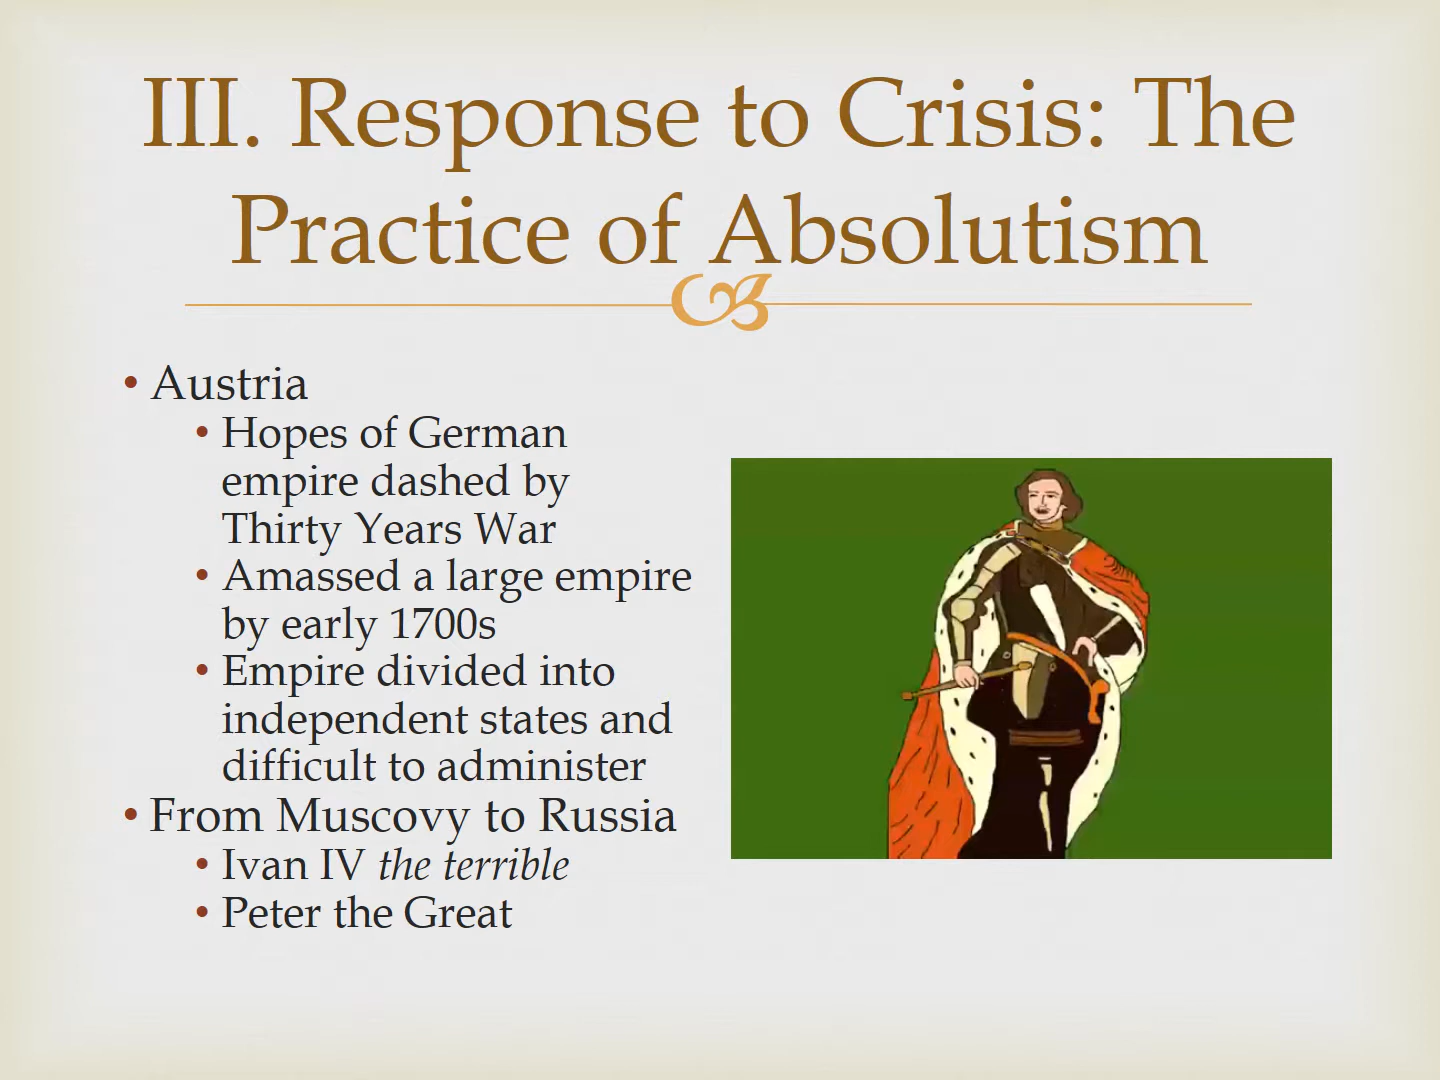 III. Response to Crisis: The
Practice of Absolutism
• Austria
• Hopes of German
empire dashed by
Thirty Years War
• Amassed a large empire
by early 1700s
• Empire divided into
independent states and
difficult to administer
• From Muscovy to Russia
• Ivan IV the terrible
• Peter the Great